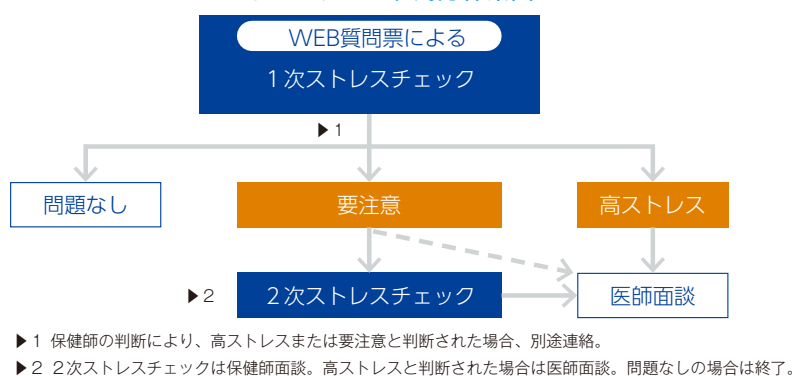 WEB質問票による
1次ストレスチェック
▶1
問題なし
要注意
高ストレス
▶2
2次ストレスチェック
医師面談
▶1 保健師の判断により、高ストレスまたは要注意と判断された場合、別途連絡。
▶2 2次ストレスチェックは保健師面談。高ストレスと判断された場合は医師面談。問題なしの場合は終了。